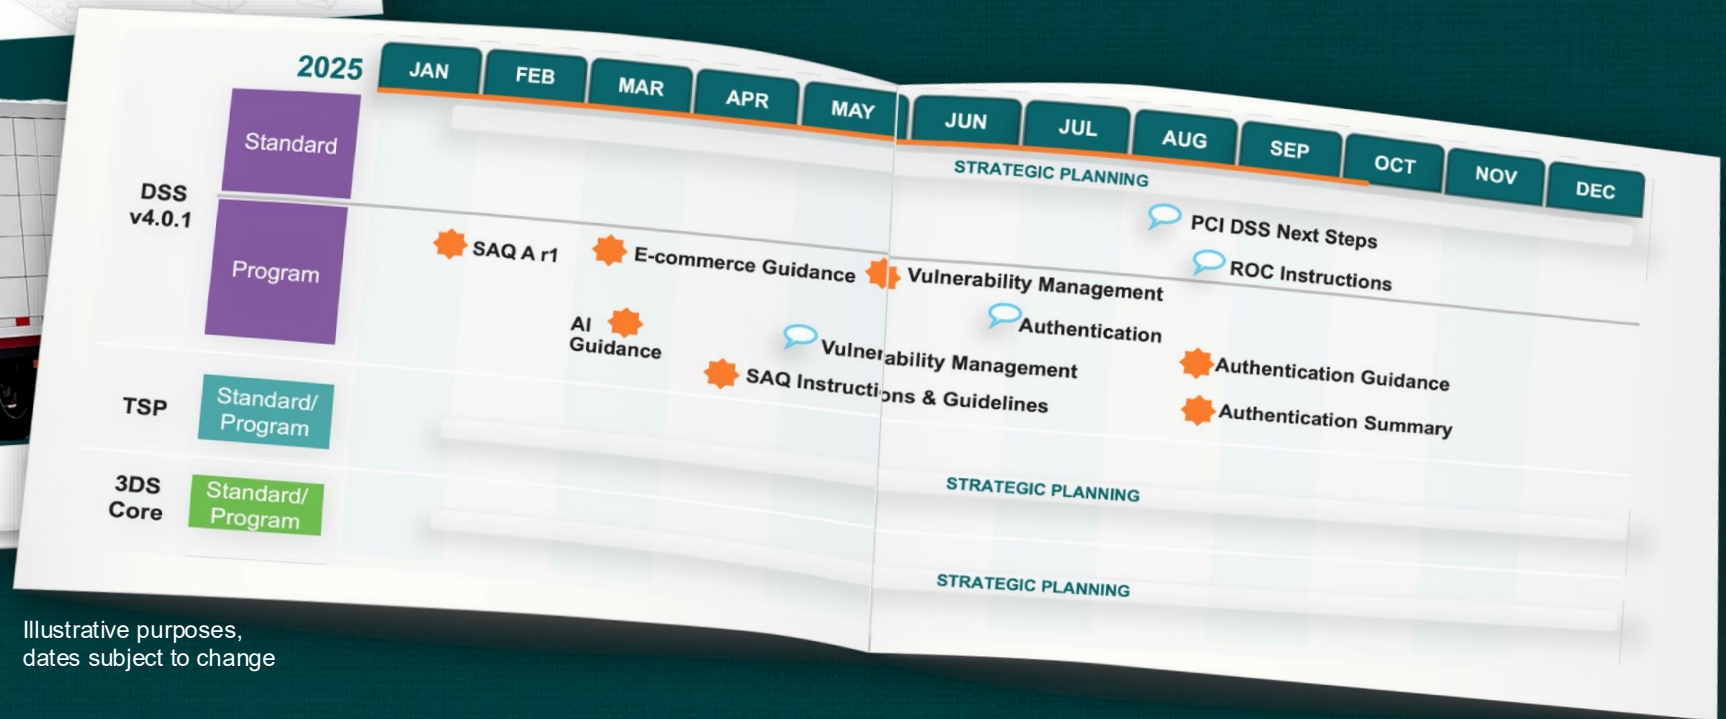 2025
JAN
FEB
MAR
APR
MAY
JUN
JUL
AUG
SEP
OCT
NOV
DEC
DSS
v4.0.1
Standard
STRATEGIC PLANNING
PCI DSS Next Steps
ROC Instructions
Program
SAQ A r1
E-commerce Guidance
Vulnerability Management
AI
Guidance
Vulnerability Management
Authentication
SAQ Instructions & Guidelines
Authentication Guidance
Authentication Summary
TSP
Standard/
Program
STRATEGIC PLANNING
3DS
Core
Standard/
Program
STRATEGIC PLANNING
Illustrative purposes,
dates subject to change